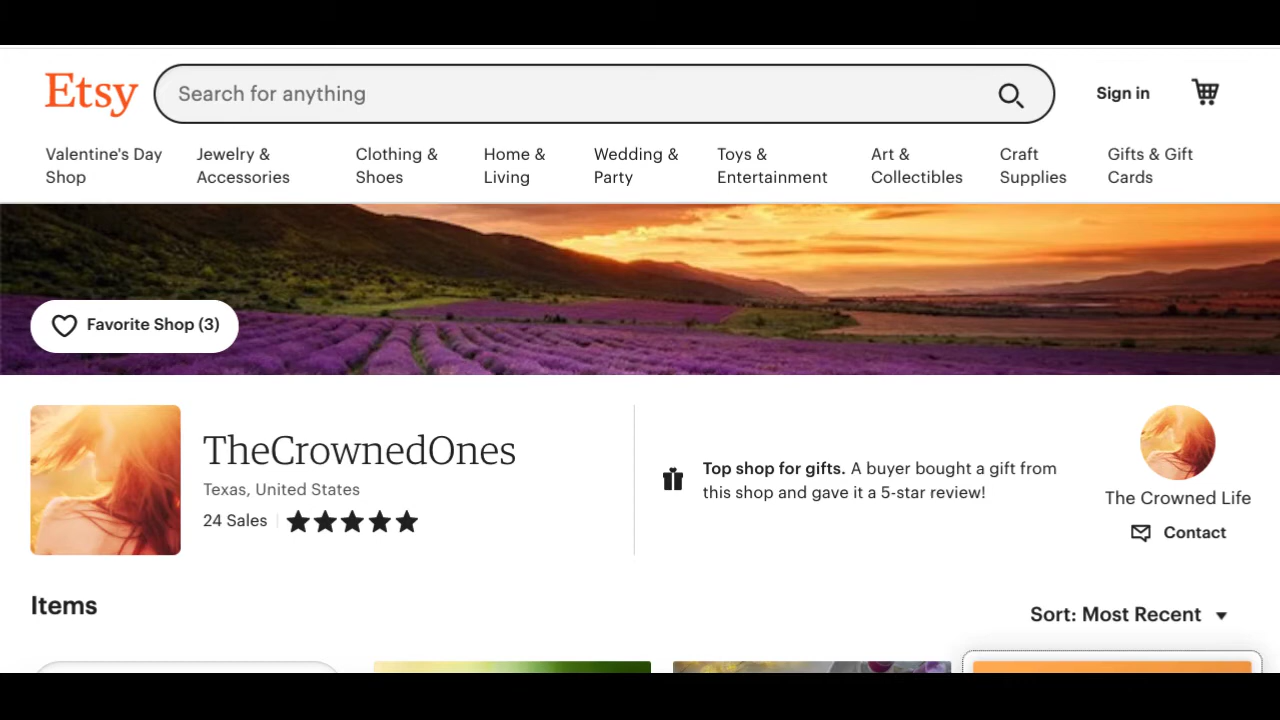 Etsy
Search for anything
Sign in
Valentine's Day
Shop
Jewelry &
Accessories
Clothing &
Shoes
Home &
Living
Wedding &
Party
Toys &
Entertainment
Art &
Collectibles
Craft
Supplies
Gifts & Gift
Cards
Favorite Shop (3)
TheCrownedOnes
Texas, United States
24 Sales
Top shop for gifts. A buyer bought a gift from
this shop and gave it a 5-star review!
The Crowned Life
Contact
Items
Sort: Most Recent